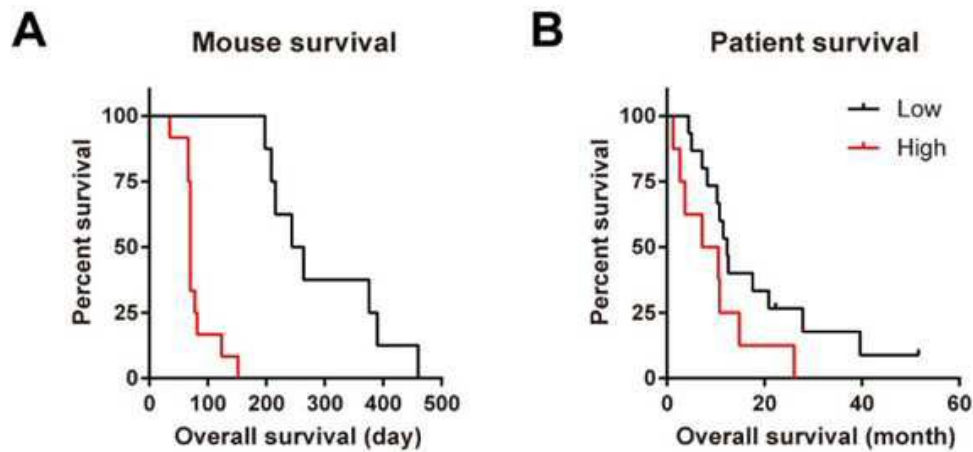 A
Mouse survival
Percent survival
100
75
50
25
0
0 100 200 300 400 500
Overall survival (day)
B
Patient survival
Low
High
Percent survival
100
75
50
25
0
0 20 40 60
Overall survival (month)